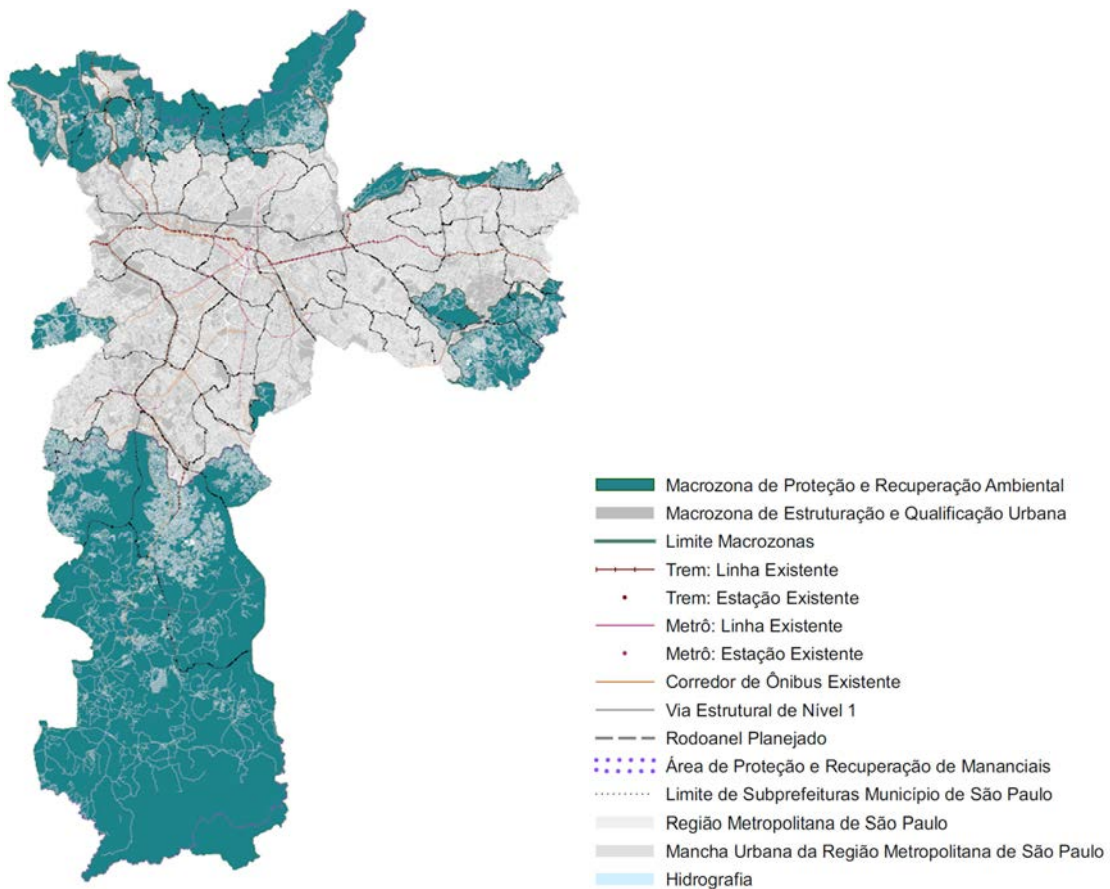 Macrozona de Proteção e Recuperação Ambiental
Macrozona de Estruturação e Qualificação Urbana
Limite Macrozonas
Trem: Linha Existente
Trem: Estação Existente
Metrô: Linha Existente
Metrô: Estação Existente
Corredor de Ônibus Existente
Via Estrutural de Nível 1
Rodoanel Planejado
Área de Proteção e Recuperação de Mananciais
Limite de Subprefeituras Município de São Paulo
Região Metropolitana de São Paulo
Mancha Urbana da Região Metropolitana de São Paulo
Hidrografia